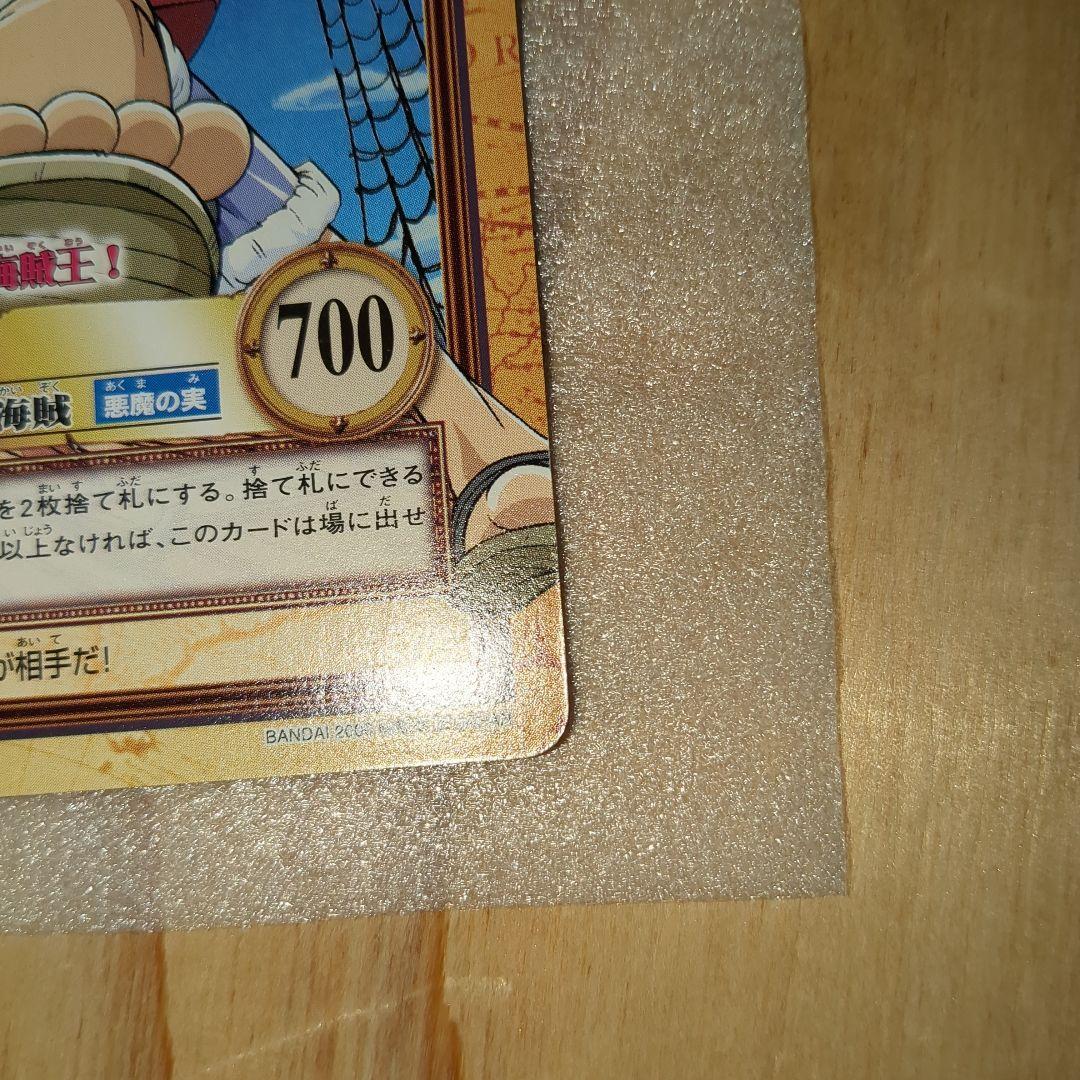 海賊王!
700
海賊 悪魔の実
を2枚捨て札にする。捨て札にできる
以上なければ、このカードは場に出せ
が相手だ!
BANDAI